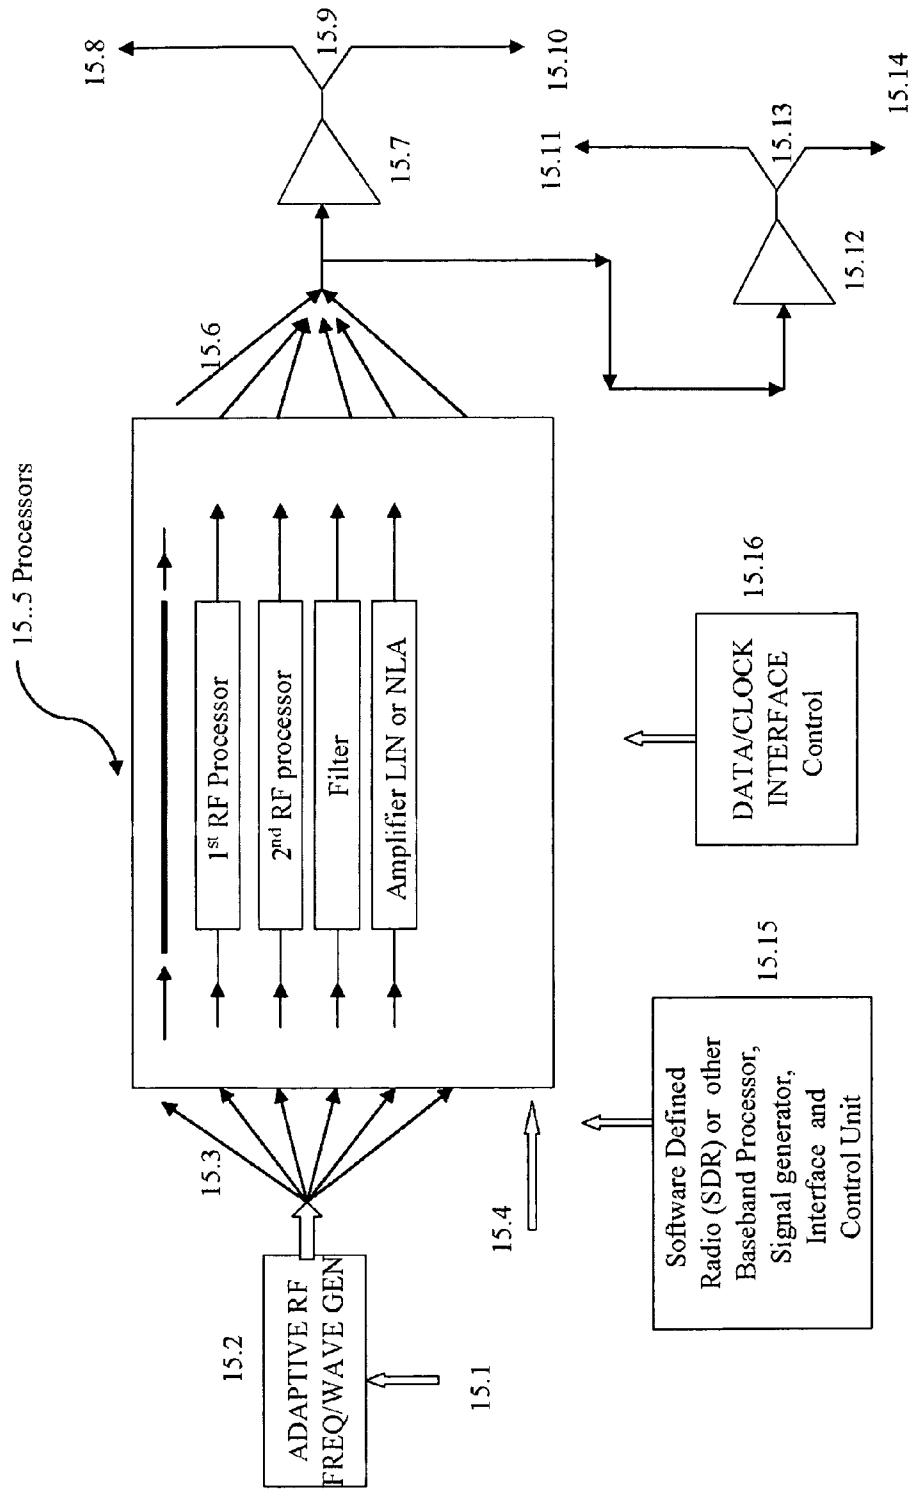 15..5 Processors
15.8
15.9
15.10
15.7
15.6
15.11
15.13
15.14
15.12
1st RF Processor
2nd RF processor
Filter
Amplifier LIN or NLA
15.3
15.2
ADAPTIVE RF
FREQ/WAVE GEN
15.1
15.4
15.15
Software Defined
Radio (SDR) or other
Baseband Processor,
Signal generator,
Interface and
Control Unit
15.16
DATA/CLOCK
INTERFACE
Control